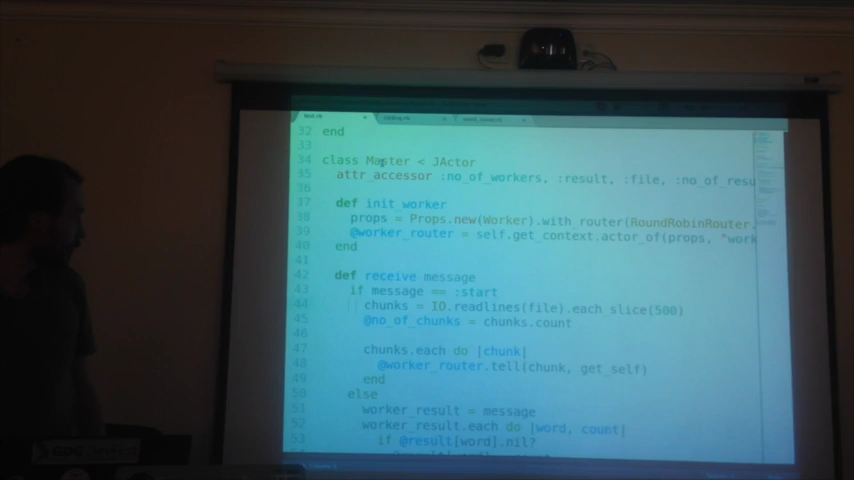 test.rb
32 end
33
34 class Master < JActor
35 attr_accessor :no_of_workers, :result, :file, :no_of_resu
36
37 def init_worker
38 props = Props.new(Worker).with_router(RoundRobinRouter.
39 @worker_router = self.get_context.actor_of(props, "work
40 end
41
42 def receive message
43 if message == :start
44 chunks = IO.readlines(file).each_slice(500)
45 @no_of_chunks = chunks.count
46
47 chunks.each do |chunk|
48 @worker_router.tell(chunk, get_self)
49 end
50 else
51 worker_result = message
52 worker_result.each do |word, count|
53 if @result[word].nil?